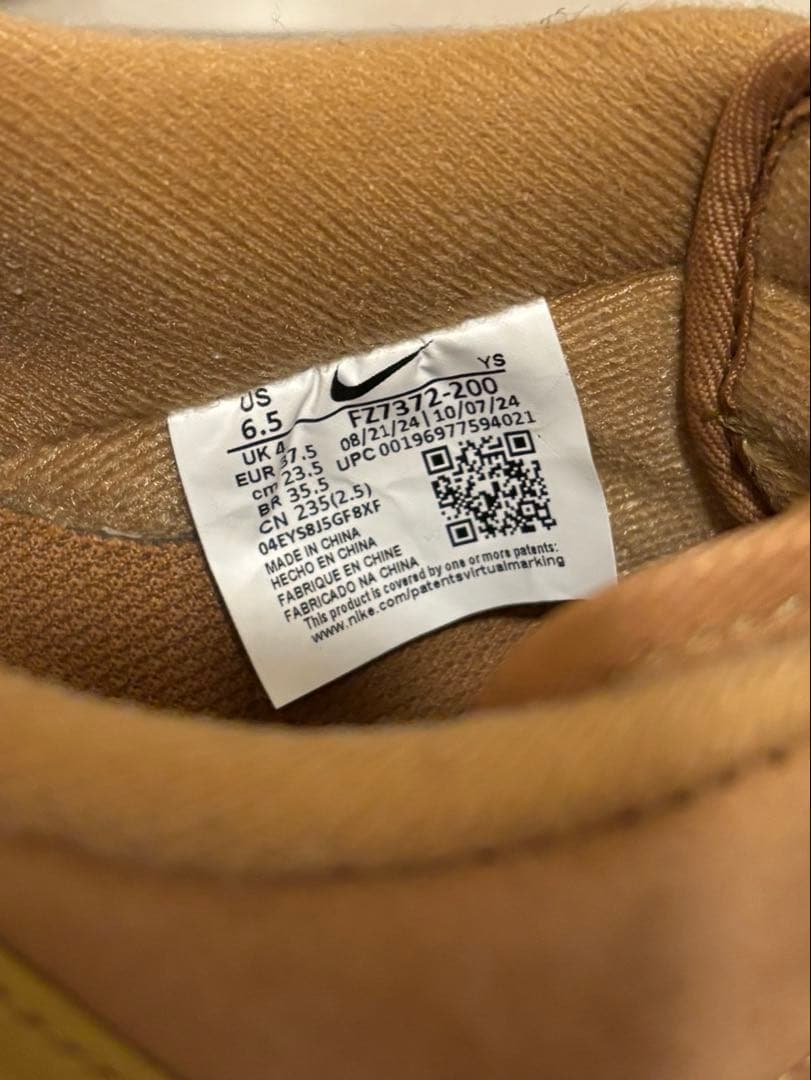 US
6.5
YS
FZ7372-200
08/21/24 | 10/07/24
UPC 00196977594021
UK 4
EUR 37.5
cm 23.5
BR 35.5
CN 235(2.5)
04EYS8J5GF8XF
MADE IN CHINA
HECHO EN CHINA
FABRIQUE EN CHINE
FABRICADO NA CHINA
This product is covered by one or more patents:
www.nike.com/patentsvirtualmarking